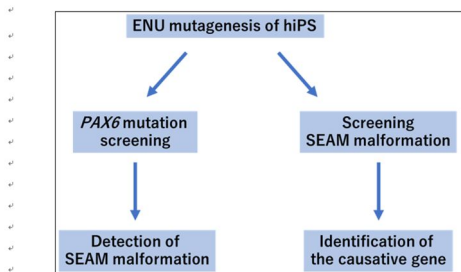 ENU mutagenesis of hiPS
PAX6 mutation
screening
Screening
SEAM malformation
Detection of
SEAM malformation
Identification of
the causative gene